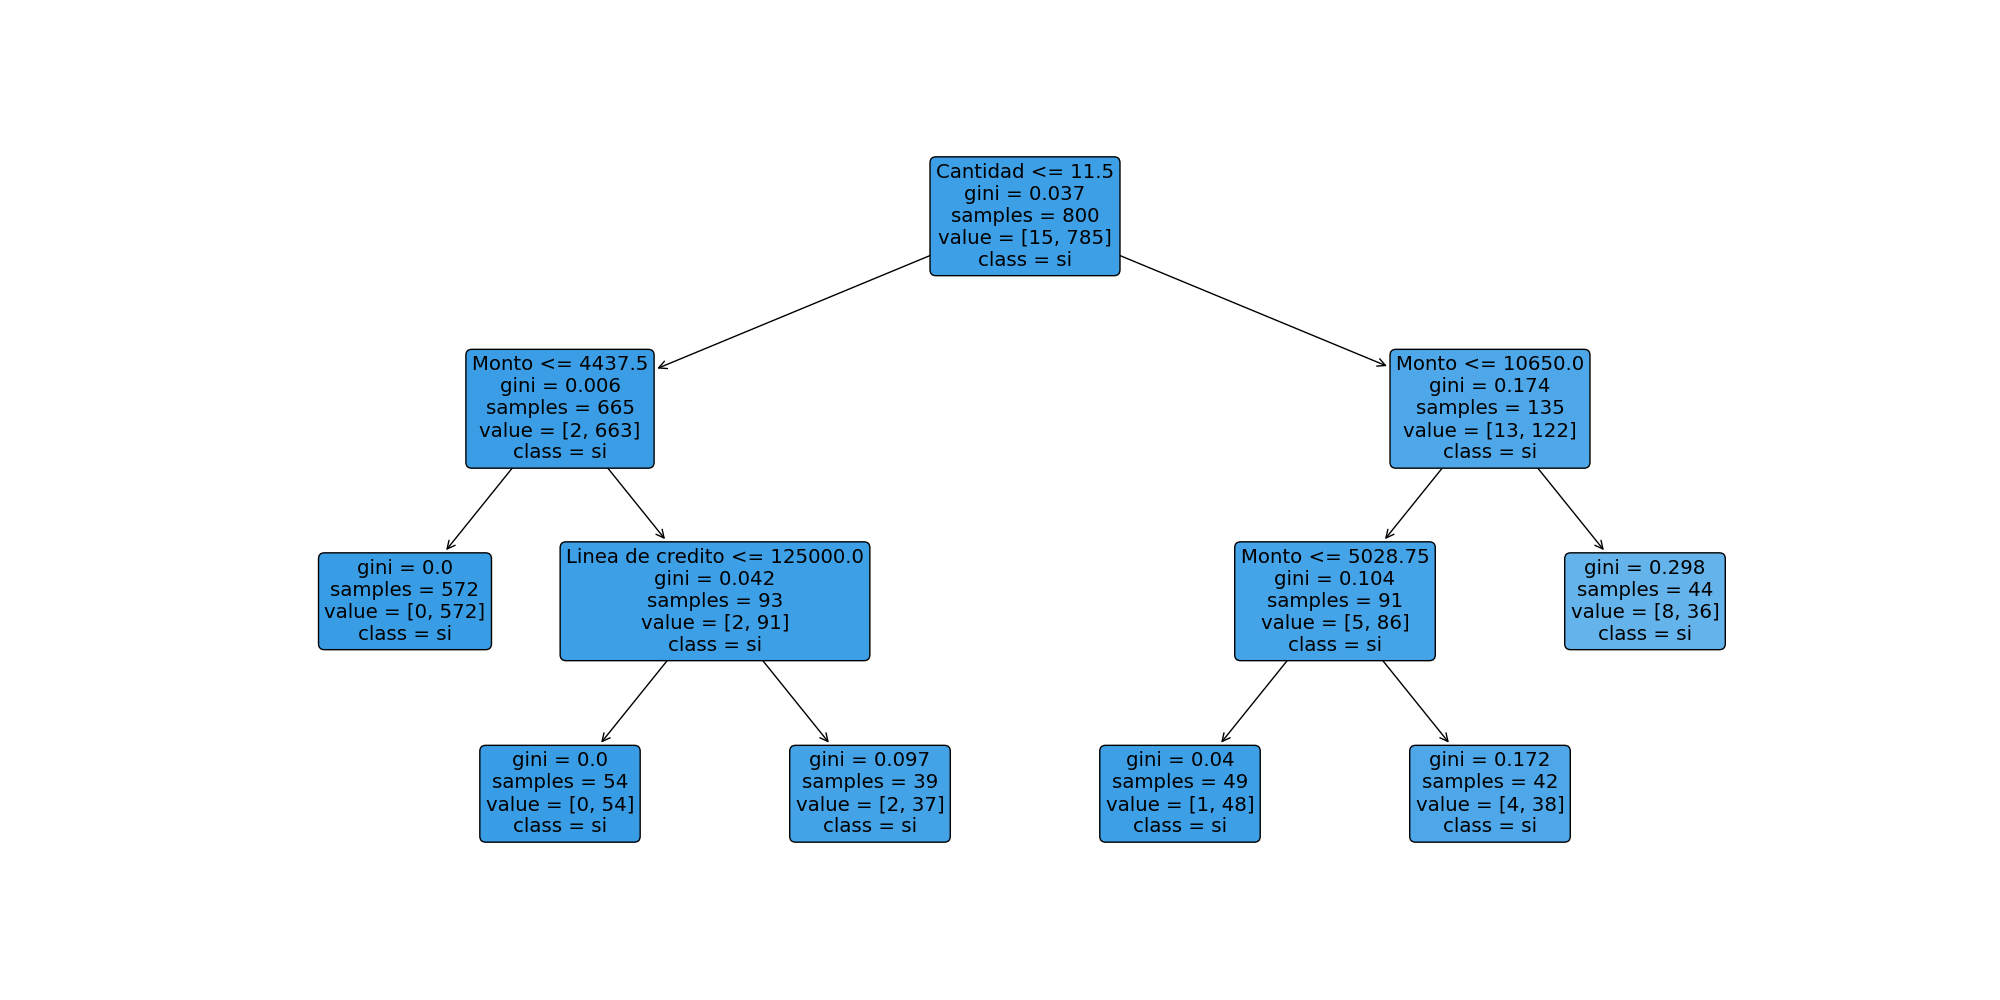 Cantidad <= 11.5
gini = 0.037
samples = 800
value = [15, 785]
class = si
Monto <= 4437.5
gini = 0.006
samples = 665
value = [2, 663]
class = si
Monto <= 10650.0
gini = 0.174
samples = 135
value = [13, 122]
class = si
gini = 0.0
samples = 572
value = [0, 572]
class = si
Linea de credito <= 125000.0
gini = 0.042
samples = 93
value = [2, 91]
class = si
Monto <= 5028.75
gini = 0.104
samples = 91
value = [5, 86]
class = si
gini = 0.298
samples = 44
value = [8, 36]
class = si
gini = 0.0
samples = 54
value = [0, 54]
class = si
gini = 0.097
samples = 39
value = [2, 37]
class = si
gini = 0.04
samples = 49
value = [1, 48]
class = si
gini = 0.172
samples = 42
value = [4, 38]
class = si